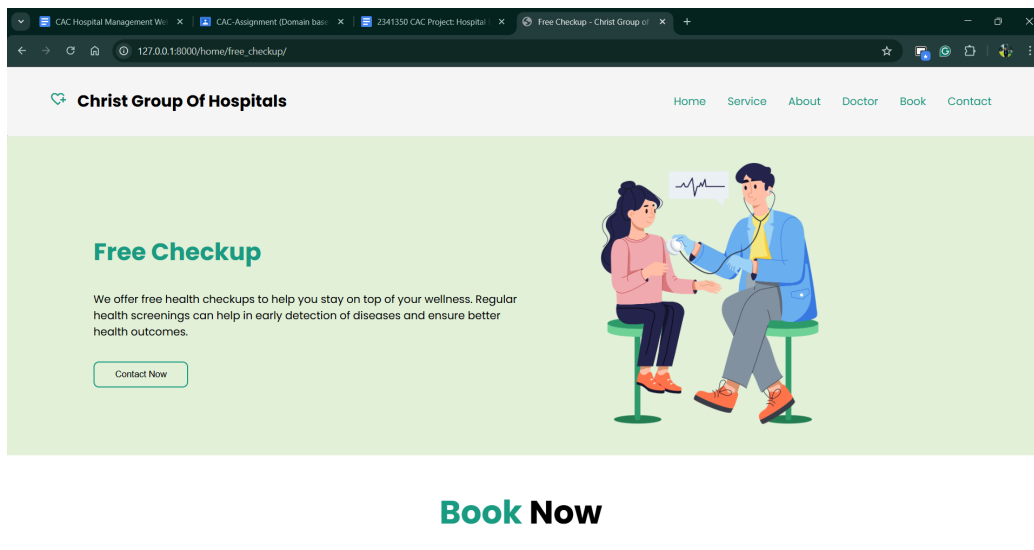 CAC Hospital Management Wel
CAC-Assignment (Domain base
2341350 CAC Project: Hospital
Free Checkup - Christ Group of
127.0.0.1:8000/home/free_checkup/
Christ Group Of Hospitals
Home Service About Doctor Book Contact
Free Checkup
We offer free health checkups to help you stay on top of your wellness. Regular
health screenings can help in early detection of diseases and ensure better
health outcomes.
Contact Now
Book Now